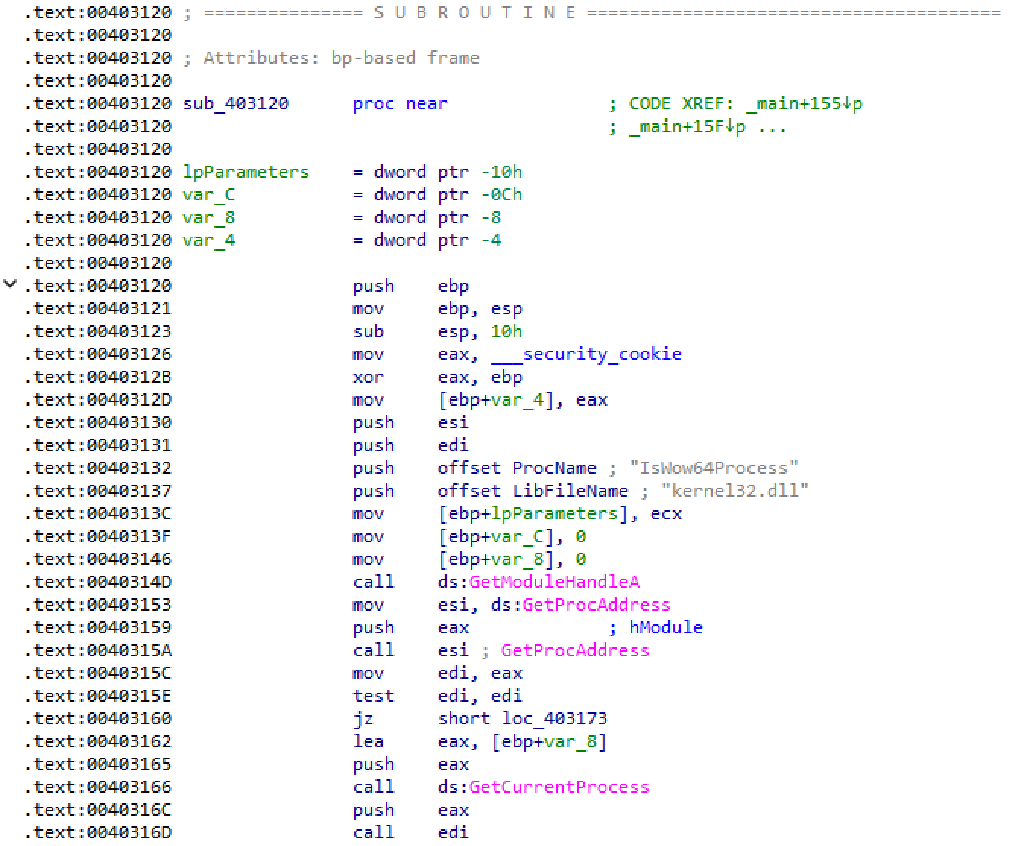 .text:00403120 ; =============== S U B R O U T I N E =======================================
.text:00403120
.text:00403120 ; Attributes: bp-based frame
.text:00403120
.text:00403120 sub_403120      proc near               ; CODE XREF: _main+155↓p
.text:00403120                                         ; _main+15F↓p ...
.text:00403120
.text:00403120 lpParameters    = dword ptr -10h
.text:00403120 var_C           = dword ptr -0Ch
.text:00403120 var_8           = dword ptr -8
.text:00403120 var_4           = dword ptr -4
.text:00403120
.text:00403120                 push    ebp
.text:00403121                 mov     ebp, esp
.text:00403123                 sub     esp, 10h
.text:00403126                 mov     eax, ___security_cookie
.text:0040312B                 xor     eax, ebp
.text:0040312D                 mov     [ebp+var_4], eax
.text:00403130                 push    esi
.text:00403131                 push    edi
.text:00403132                 push    offset ProcName ; "IsWow64Process"
.text:00403137                 push    offset LibFileName ; "kernel32.dll"
.text:0040313C                 mov     [ebp+lpParameters], ecx
.text:0040313F                 mov     [ebp+var_C], 0
.text:00403146                 mov     [ebp+var_8], 0
.text:0040314D                 call    ds:GetModuleHandleA
.text:00403153                 mov     esi, ds:GetProcAddress
.text:00403159                 push    eax             ; hModule
.text:0040315A                 call    esi ; GetProcAddress
.text:0040315C                 mov     edi, eax
.text:0040315E                 test    edi, edi
.text:00403160                 jz      short loc_403173
.text:00403162                 lea     eax, [ebp+var_8]
.text:00403165                 push    eax
.text:00403166                 call    ds:GetCurrentProcess
.text:0040316C                 push    eax
.text:0040316D                 call    edi